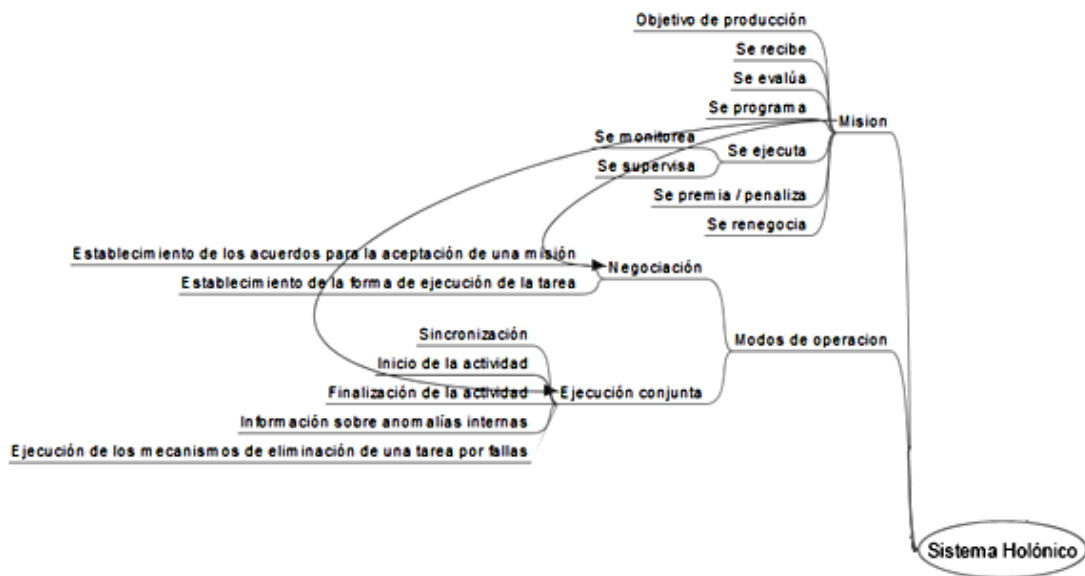 Objetivo de producción
Se recibe
Se evalúa
Se programa
Mision
Se monitorea
Se ejecuta
Se supervisa
Se premia / penaliza
Se renegocia
Establecimiento de los acuerdos para la aceptación de una misión
Negociación
Establecimiento de la forma de ejecución de la tarea
Sincronización
Modos de operacion
Inicio de la actividad
Finalización de la actividad
Ejecución conjunta
Información sobre anomalías internas
Ejecución de los mecanismos de eliminación de una tarea por fallas
Sistema Holónico